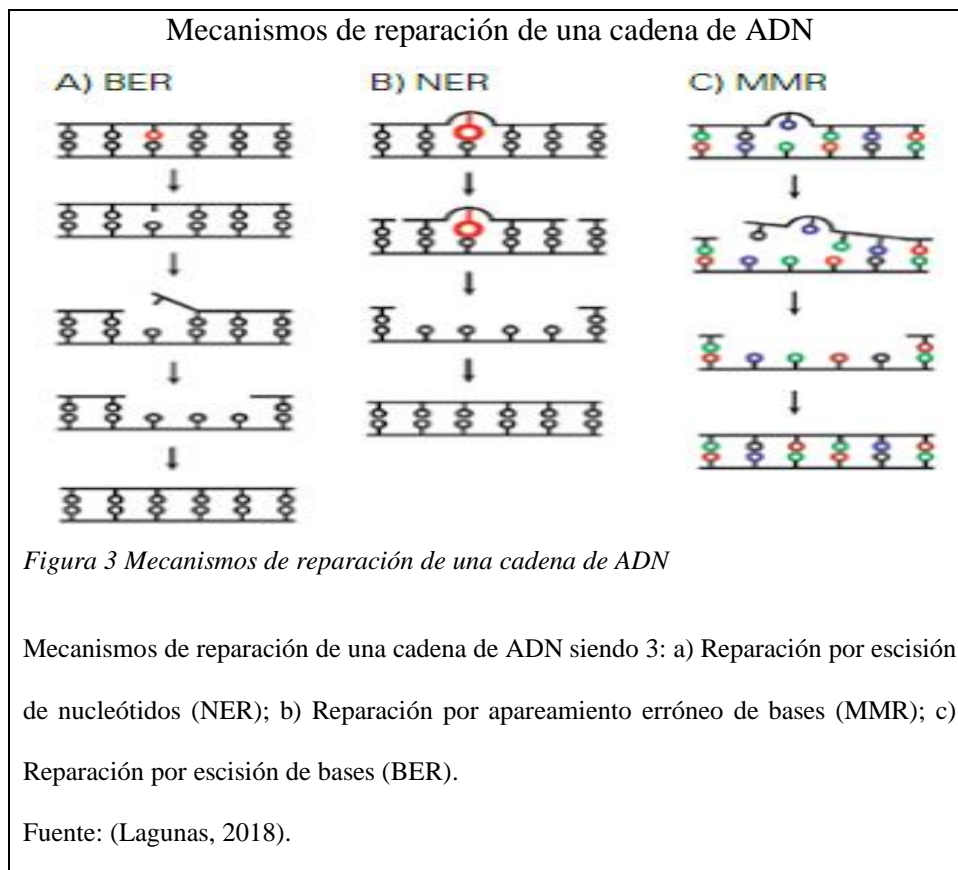 Mecanismos de reparación de una cadena de ADN
A) BER
B) NER
C) MMR
Figura 3 Mecanismos de reparación de una cadena de ADN
Mecanismos de reparación de una cadena de ADN siendo 3: a) Reparación por escisión
de nucleótidos (NER); b) Reparación por apareamiento erróneo de bases (MMR); c)
Reparación por escisión de bases (BER).
Fuente: (Lagunas, 2018).